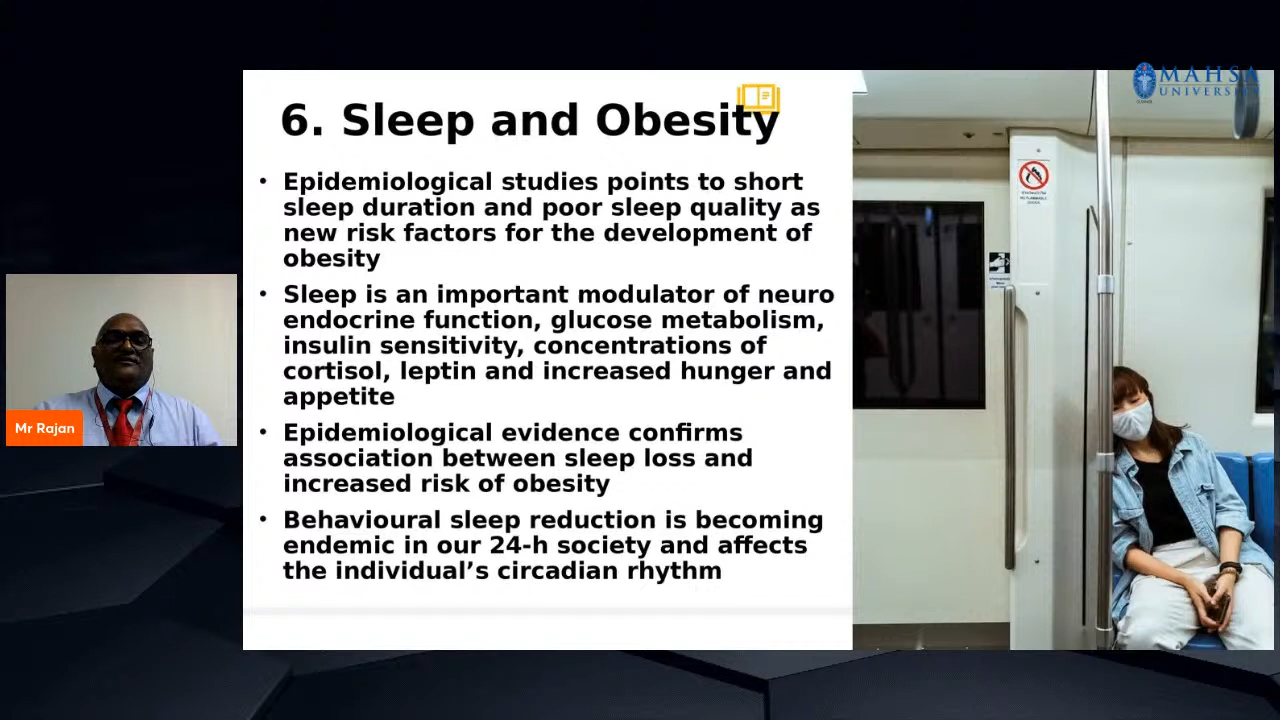 MAHSA
UNIVERSITY
6. Sleep and Obesity
• Epidemiological studies points to short
sleep duration and poor sleep quality as
new risk factors for the development of
obesity
• Sleep is an important modulator of neuro
endocrine function, glucose metabolism,
insulin sensitivity, concentrations of
cortisol, leptin and increased hunger and
appetite
• Epidemiological evidence confirms
association between sleep loss and
increased risk of obesity
• Behavioural sleep reduction is becoming
endemic in our 24-h society and affects
the individual’s circadian rhythm
Mr Rajan